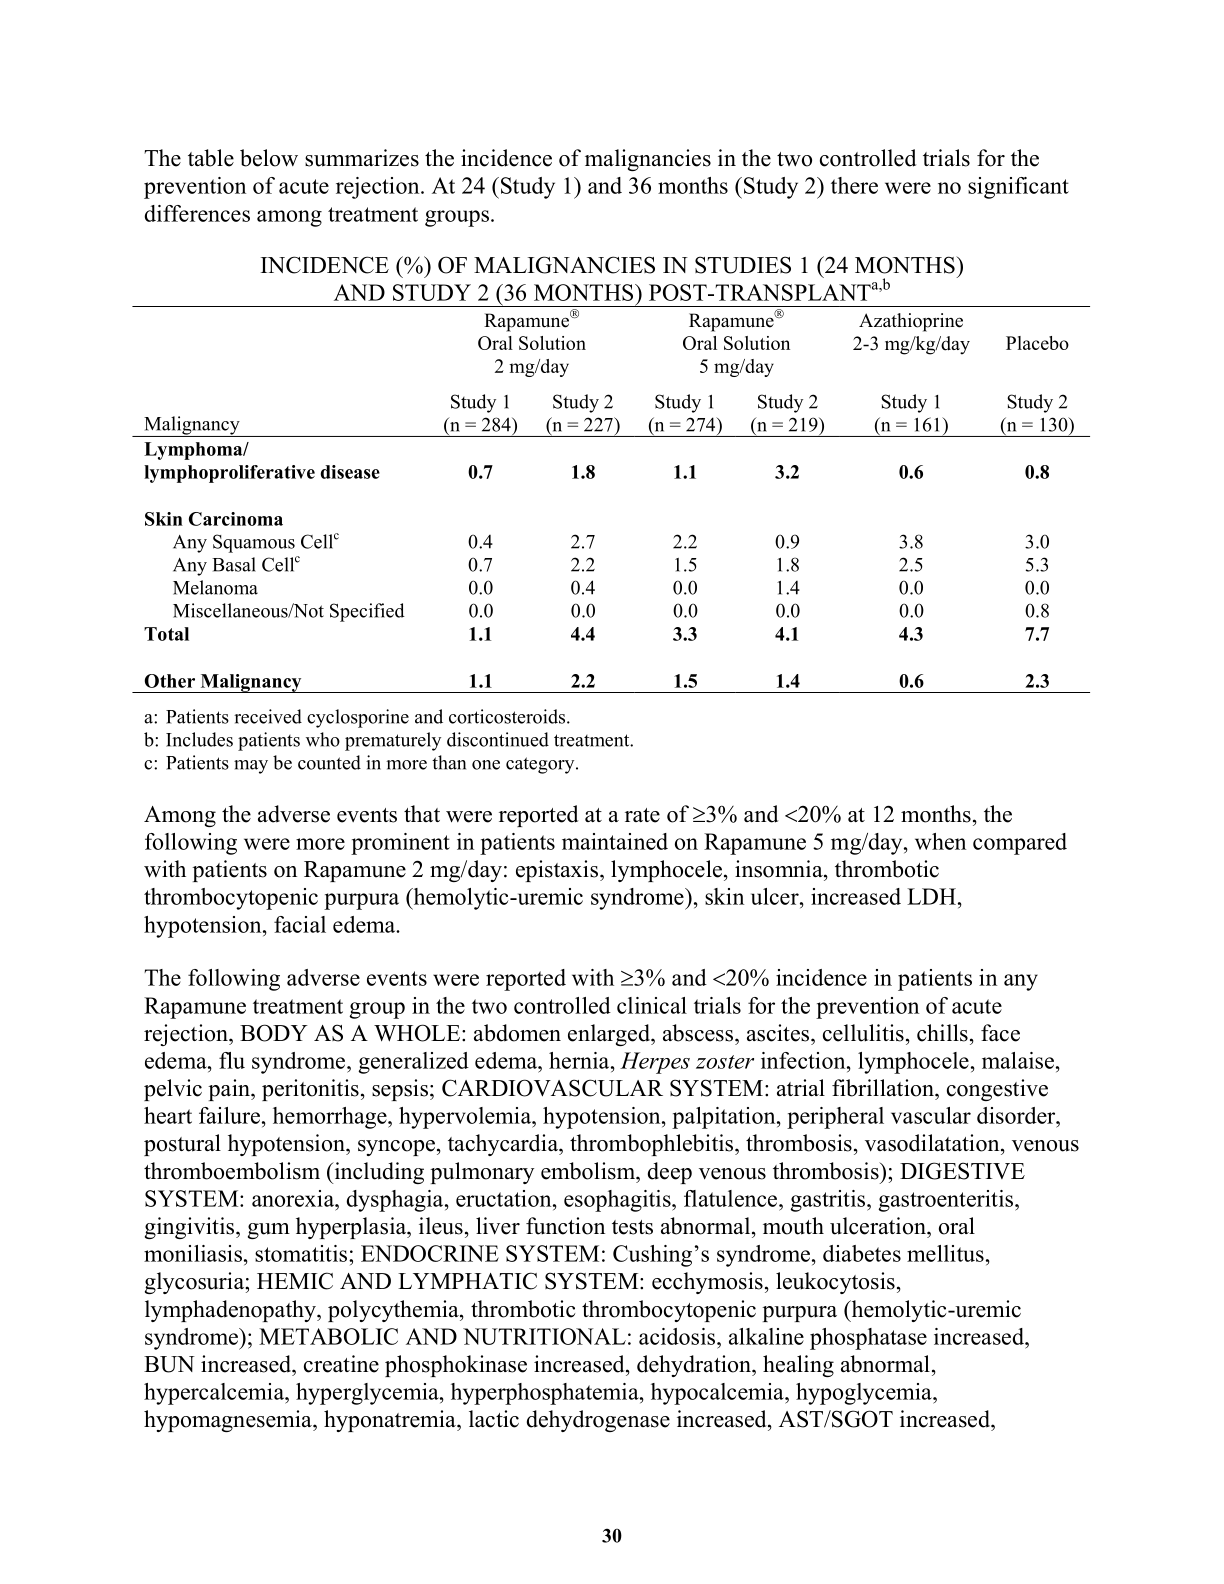 The table below summarizes the incidence of malignancies in the two controlled trials for the
prevention of acute rejection. At 24 (Study 1) and 36 months (Study 2) there were no significant
differences among treatment groups.
INCIDENCE (%) OF MALIGNANCIES IN STUDIES 1 (24 MONTHS)
AND STUDY 2 (36 MONTHS) POST-TRANSPLANTa,b
Rapamune® Rapamune® Azathioprine
Oral Solution Oral Solution 2-3 mg/kg/day Placebo
2 mg/day 5 mg/day
Study 1 Study 2 Study 1 Study 2 Study 1 Study 2
Malignancy (n = 284) (n = 227) (n = 274) (n = 219) (n = 161) (n = 130)
Lymphoma/
lymphoproliferative disease 0.7 1.8 1.1 3.2 0.6 0.8
Skin Carcinoma
Any Squamous Cellc 0.4 2.7 2.2 0.9 3.8 3.0
Any Basal Cellc 0.7 2.2 1.5 1.8 2.5 5.3
Melanoma 0.0 0.4 0.0 1.4 0.0 0.0
Miscellaneous/Not Specified 0.0 0.0 0.0 0.0 0.0 0.8
Total 1.1 4.4 3.3 4.1 4.3 7.7
Other Malignancy 1.1 2.2 1.5 1.4 0.6 2.3
a: Patients received cyclosporine and corticosteroids.
b: Includes patients who prematurely discontinued treatment.
c: Patients may be counted in more than one category.
Among the adverse events that were reported at a rate of ≥3% and <20% at 12 months, the
following were more prominent in patients maintained on Rapamune 5 mg/day, when compared
with patients on Rapamune 2 mg/day: epistaxis, lymphocele, insomnia, thrombotic
thrombocytopenic purpura (hemolytic-uremic syndrome), skin ulcer, increased LDH,
hypotension, facial edema.
The following adverse events were reported with ≥3% and <20% incidence in patients in any
Rapamune treatment group in the two controlled clinical trials for the prevention of acute
rejection, BODY AS A WHOLE: abdomen enlarged, abscess, ascites, cellulitis, chills, face
edema, flu syndrome, generalized edema, hernia, Herpes zoster infection, lymphocele, malaise,
pelvic pain, peritonitis, sepsis; CARDIOVASCULAR SYSTEM: atrial fibrillation, congestive
heart failure, hemorrhage, hypervolemia, hypotension, palpitation, peripheral vascular disorder,
postural hypotension, syncope, tachycardia, thrombophlebitis, thrombosis, vasodilatation, venous
thromboembolism (including pulmonary embolism, deep venous thrombosis); DIGESTIVE
SYSTEM: anorexia, dysphagia, eructation, esophagitis, flatulence, gastritis, gastroenteritis,
gingivitis, gum hyperplasia, ileus, liver function tests abnormal, mouth ulceration, oral
moniliasis, stomatitis; ENDOCRINE SYSTEM: Cushing’s syndrome, diabetes mellitus,
glycosuria; HEMIC AND LYMPHATIC SYSTEM: ecchymosis, leukocytosis,
lymphadenopathy, polycythemia, thrombotic thrombocytopenic purpura (hemolytic-uremic
syndrome); METABOLIC AND NUTRITIONAL: acidosis, alkaline phosphatase increased,
BUN increased, creatine phosphokinase increased, dehydration, healing abnormal,
hypercalcemia, hyperglycemia, hyperphosphatemia, hypocalcemia, hypoglycemia,
hypomagnesemia, hyponatremia, lactic dehydrogenase increased, AST/SGOT increased,
30